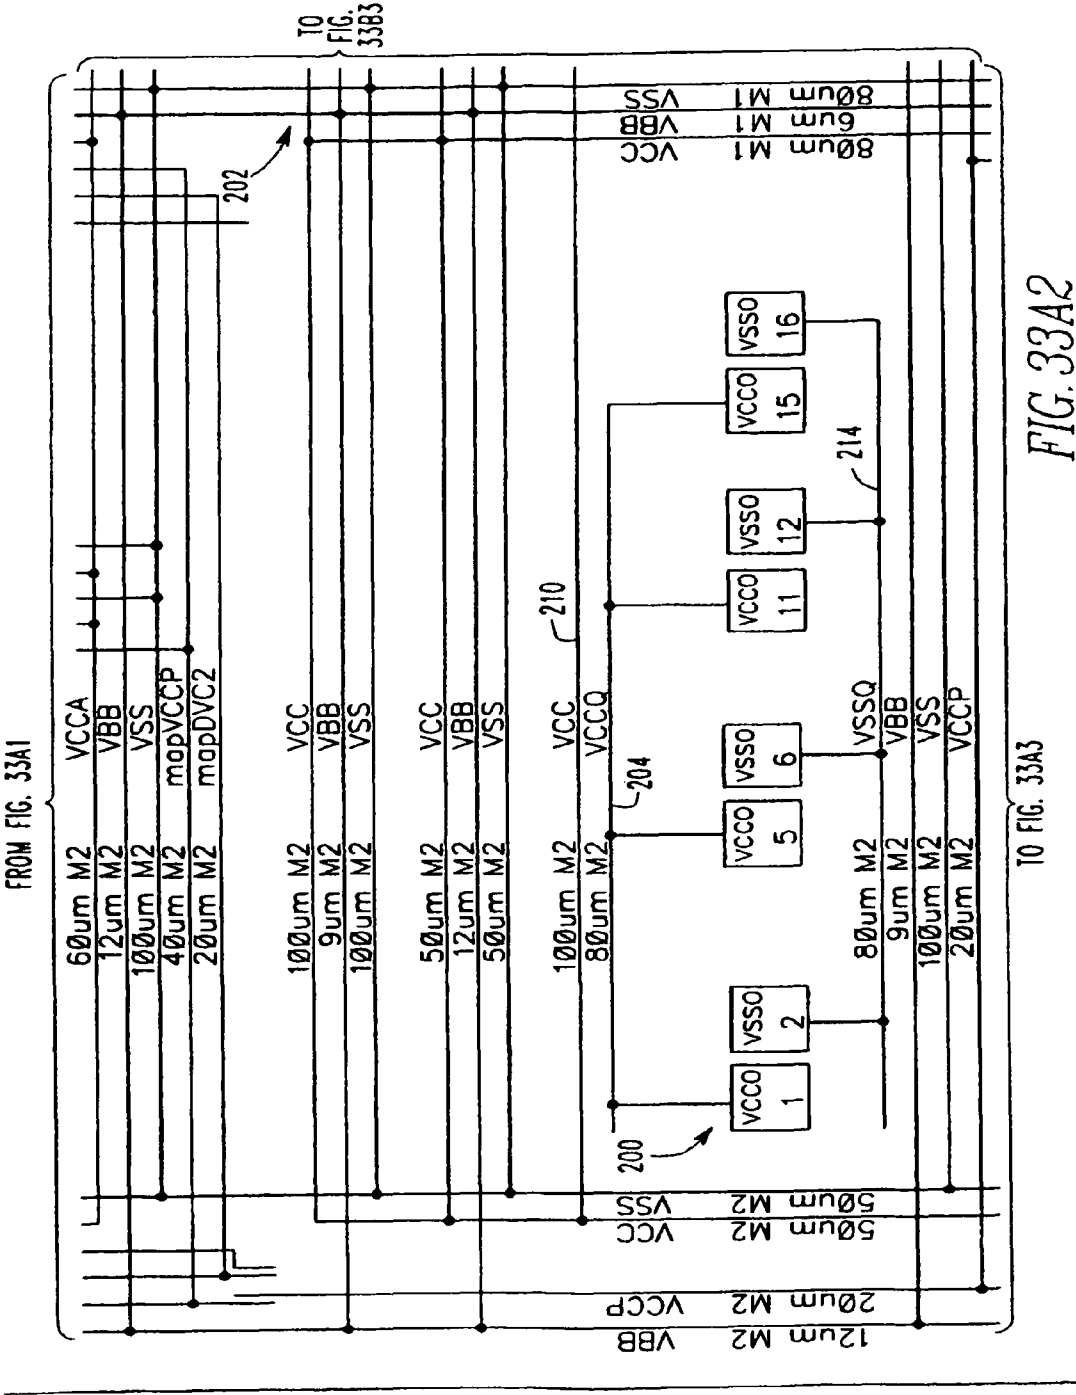 FROM FIG. 33A1
TO
FIG.
33B3
60um M2 VCCA
12um M2 VBB
100um M2 VSS
40um M2 mapVCCP
20um M2 mapDVC2
202
100um M2 VCC
9um M2 VBB
100um M2 VSS
50um M2 VCC
12um M2 VBB
50um M2 VSS
100um M2 VCC
80um M2 VCCQ
210
204
200
VCCO
1
VSSO
2
VCCO
5
VSSO
6
VCCO
11
VSSO
12
VCCO
15
VSSO
16
214
80um M2 VSSQ
9um M2 VBB
100um M2 VSS
20um M2 VCCP
VBB 12um M2
VCCP 20um M2
VCC 50um M2
VSS 50um M2
VCC 80um M1
VBB 6um M1
VSS 80um M1
TO FIG. 33A3
FIG. 33A2